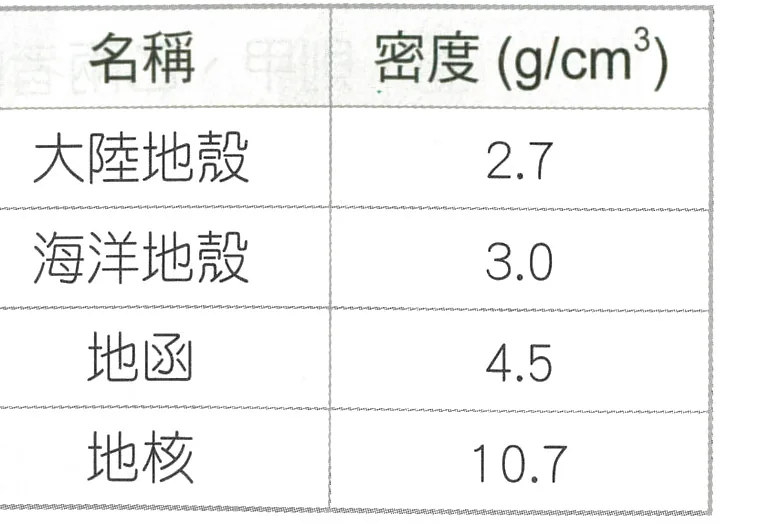 名稱 密度 (g/cm³)
大陸地殼 2.7
海洋地殼 3.0
地函 4.5
地核 10.7